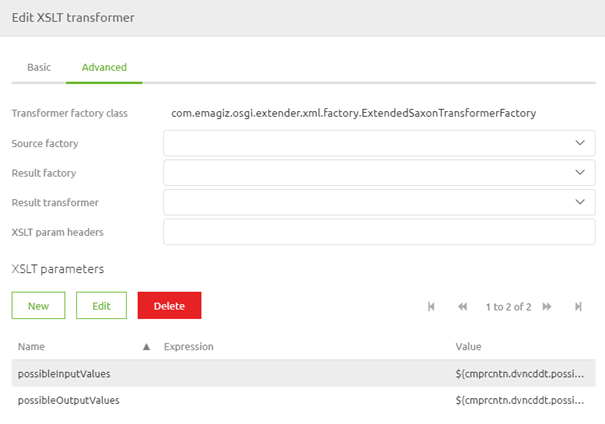 Edit XSLT transformer
Basic Advanced
Transformer factory class com.emagiz.osgi.extender.xml.factory.ExtendedSaxonTransformerFactory
Source factory
Result factory
Result transformer
XSLT param headers
XSLT parameters
New Edit Delete 1 to 2 of 2
Name Expression Value
possibleInputValues ${cmprcntn.dvncddt.possi...
possibleOutputValues ${cmprcntn.dvncddt.possi...